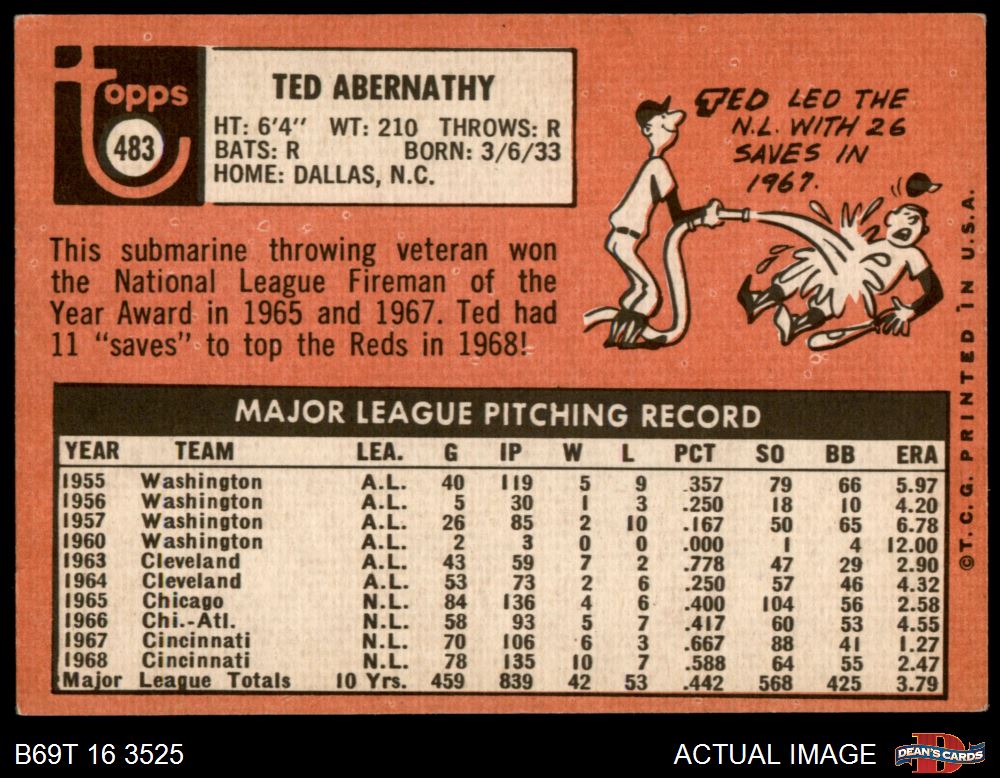 topps
483
TED ABERNATHY
HT: 6'4" WT: 210 THROWS: R
BATS: R BORN: 3/6/33
HOME: DALLAS, N.C.
TED LED THE
N.L. WITH 26
SAVES IN
1967.
This submarine throwing veteran won
the National League Fireman of the
Year Award in 1965 and 1967. Ted had
11 "saves" to top the Reds in 1968!
MAJOR LEAGUE PITCHING RECORD
YEAR TEAM LEA. G IP W L PCT SO BB ERA
1955 Washington A.L. 40 119 5 9 .357 79 66 5.97
1956 Washington A.L. 5 30 1 3 .250 18 10 4.20
1957 Washington A.L. 26 85 2 10 .167 50 65 6.78
1960 Washington A.L. 2 3 0 0 .000 1 4 12.00
1963 Cleveland A.L. 43 59 7 2 .778 47 29 2.90
1964 Cleveland A.L. 53 73 2 6 .250 57 46 4.32
1965 Chicago N.L. 84 136 4 6 .400 104 56 2.58
1966 Chi.-Atl. N.L. 58 93 5 7 .417 60 53 4.55
1967 Cincinnati N.L. 70 106 6 3 .667 88 41 1.27
1968 Cincinnati N.L. 78 135 10 7 .588 64 55 2.47
Major League Totals 10 Yrs. 459 839 42 53 .442 568 425 3.79
©T.C.G. PRINTED IN U.S.A.
B69T 16 3525
ACTUAL IMAGE
DEAN'S CARDS